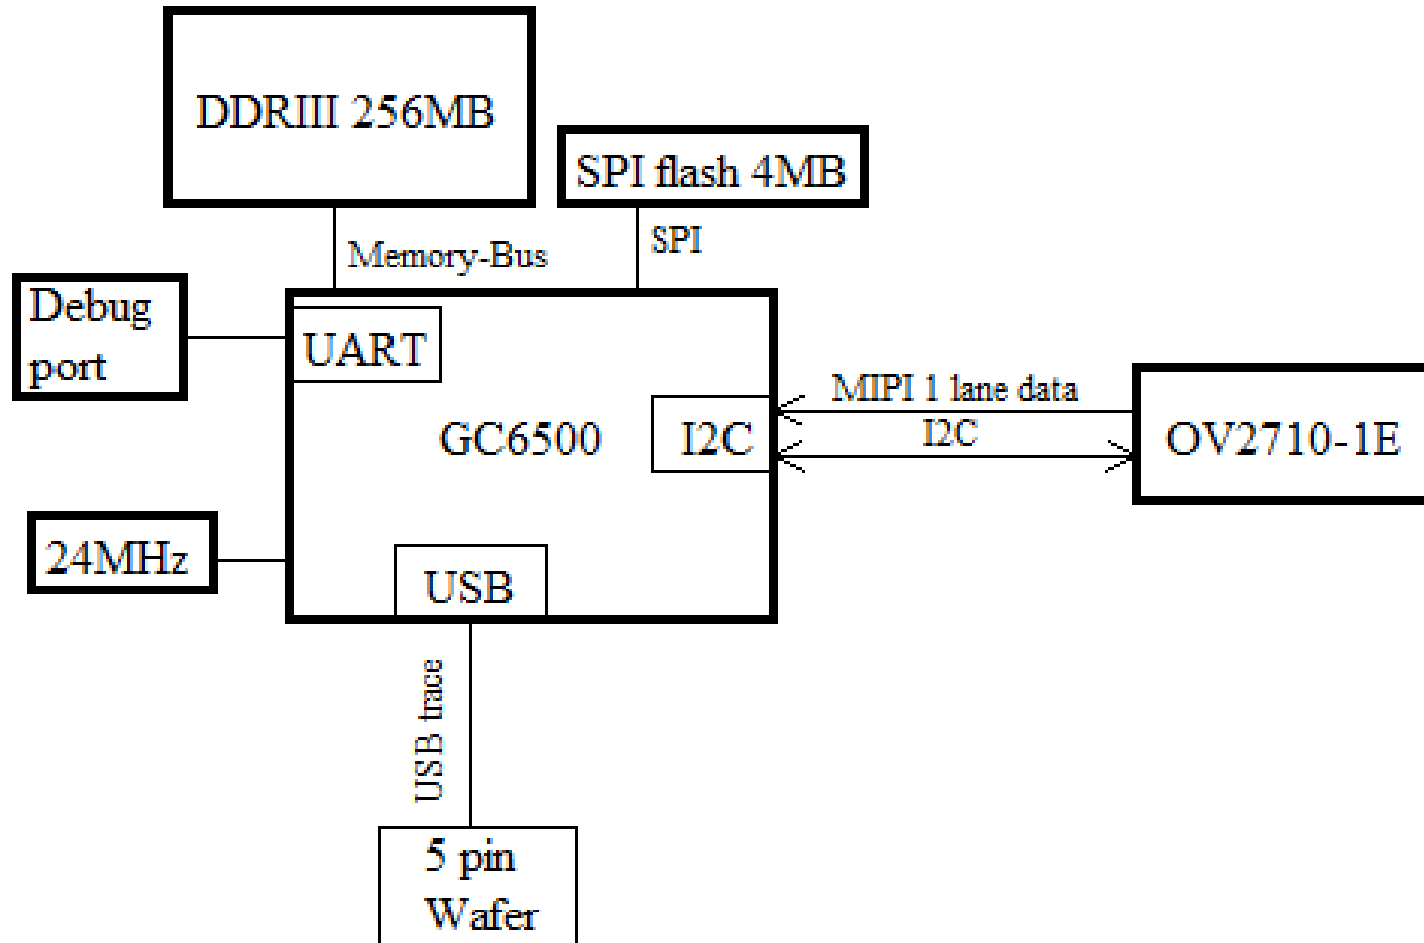 DDRIII 256MB
SPI flash 4MB
Memory-Bus
SPI
Debug
port
UART
GC6500
I2C
MIPI 1 lane data
I2C
OV2710-1E
24MHz
USB
USB trace
5 pin
Wafer